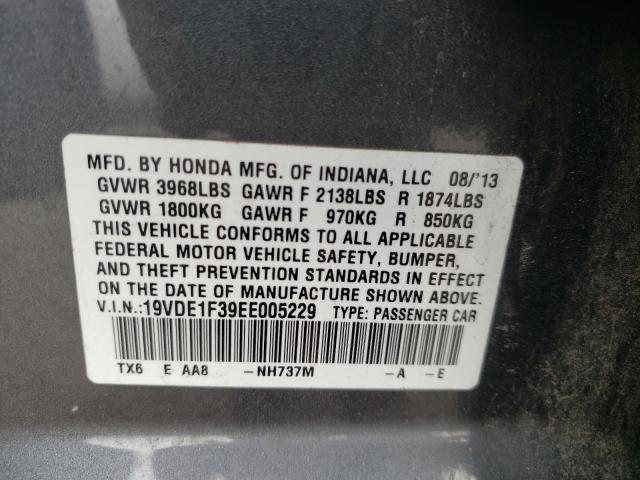 MFD. BY HONDA MFG. OF INDIANA, LLC 08/'13
GVWR 3968LBS GAWR F 2138LBS R 1874LBS
GVWR 1800KG GAWR F 970KG R 850KG
THIS VEHICLE CONFORMS TO ALL APPLICABLE
FEDERAL MOTOR VEHICLE SAFETY, BUMPER,
AND THEFT PREVENTION STANDARDS IN EFFECT
ON THE DATE OF MANUFACTURE SHOWN ABOVE.
V.I.N.:19VDE1F39EE005229 TYPE: PASSENGER CAR
TX6 E AA8 -NH737M -A -E